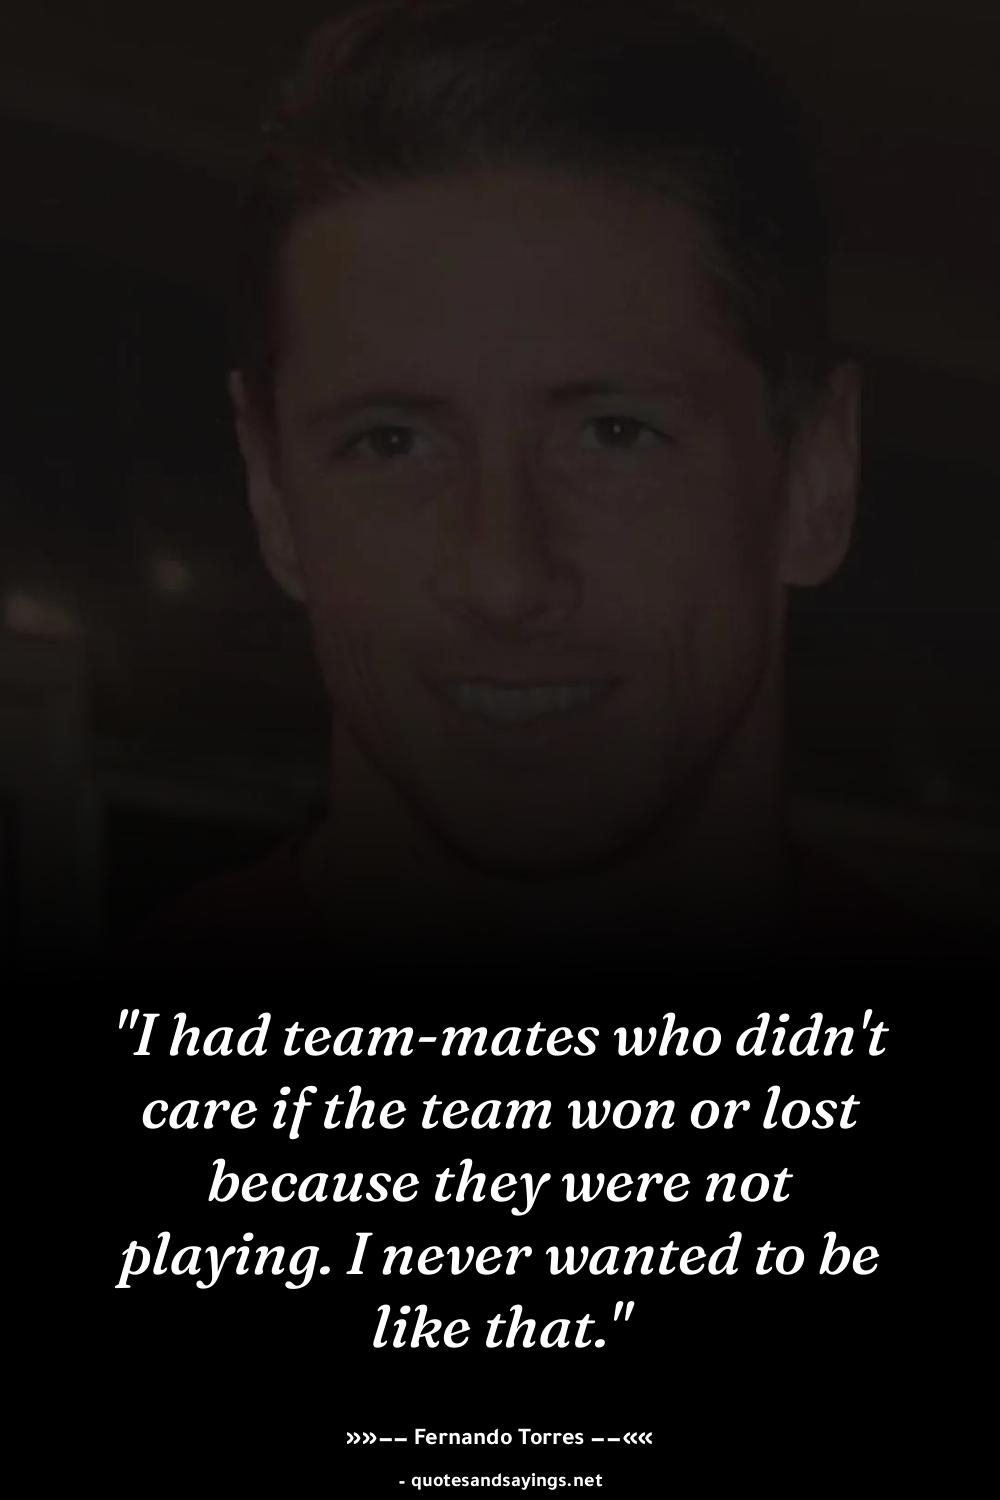 "I had team-mates who didn't
care if the team won or lost
because they were not
playing. I never wanted to be
like that."
»»−− Fernando Torres −−««
- quotesandsayings.net